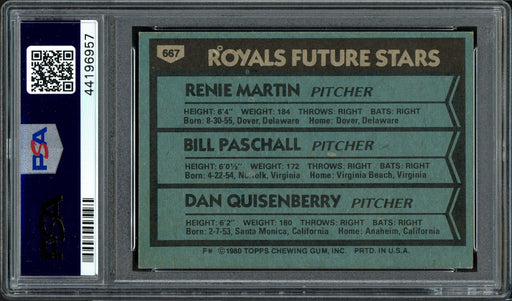 667
ROYALS FUTURE STARS
RENIE MARTIN PITCHER
HEIGHT: 6'4" WEIGHT: 184 THROWS: RIGHT BATS: RIGHT
Born: 8-30-55, Dover, Delaware Home: Dover, Delaware
BILL PASCHALL PITCHER
HEIGHT: 6'0½" WEIGHT: 172 THROWS: RIGHT BATS: RIGHT
Born: 4-22-54, Norfolk, Virginia Home: Virginia Beach, Virginia
DAN QUISENBERRY PITCHER
HEIGHT: 6'2" WEIGHT: 180 THROWS: RIGHT BATS: RIGHT
Born: 2-7-53, Santa Monica, California Home: Anaheim, California
F# ©1980 TOPPS CHEWING GUM, INC. PRTD. IN U.S.A.
44196957
PSA
PSA